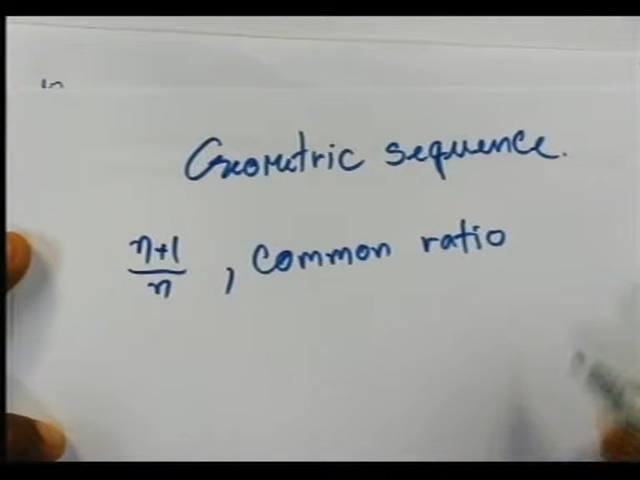 Geometric sequence.
n+1/n , common ratio